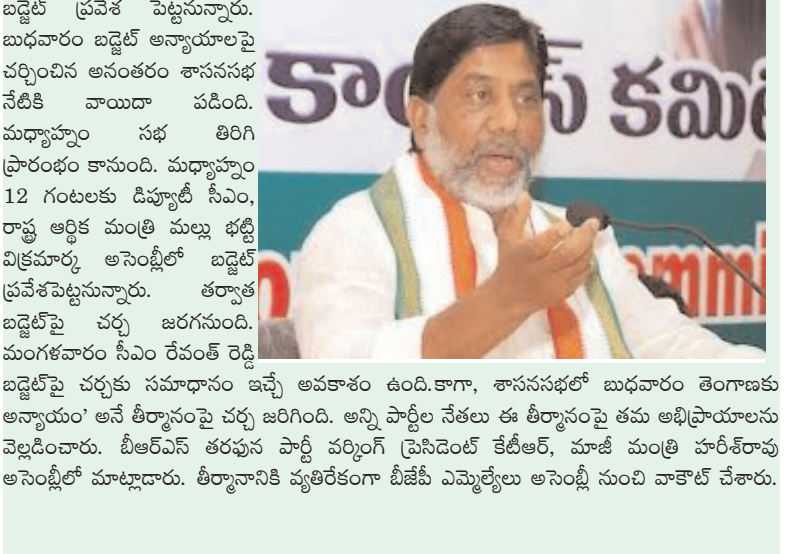 బడ్జెట్ ప్రవేశ పెట్టనున్నారు.
బుధవారం బడ్జెట్ అన్యాయాలపై
చర్చించిన అనంతరం శాసనసభ
నేటికి వాయిదా పడింది.
మధ్యాహ్నం సభ తిరిగి
ప్రారంభం కానుంది. మధ్యాహ్నం
12 గంటలకు డిప్యూటీ సీఎం,
రాష్ట్ర ఆర్థిక మంత్రి మల్లు భట్టి
విక్రమార్క అసెంబ్లీలో బడ్జెట్
ప్రవేశపెట్టనున్నారు. తర్వాత
బడ్జెట్‌పై చర్చ జరగనుంది.
మంగళవారం సీఎం రేవంత్ రెడ్డి
బడ్జెట్‌పై చర్చకు సమాధానం ఇచ్చే అవకాశం ఉంది.కాగా, శాసనసభలో బుధవారం తెంగాణకు
అన్యాయం’ అనే తీర్మానంపై చర్చ జరిగింది. అన్ని పార్టీల నేతలు ఈ తీర్మానంపై తమ అభిప్రాయాలను
వెల్లడించారు. బీఆర్ఎస్ తరఫున పార్టీ వర్కింగ్ ప్రెసిడెంట్ కేటీఆర్, మాజీ మంత్రి హరీశ్‌రావు
అసెంబ్లీలో మాట్లాడారు. తీర్మానానికి వ్యతిరేకంగా బీజేపీ ఎమ్మెల్యేలు అసెంబ్లీ నుంచి వాకౌట్ చేశారు.